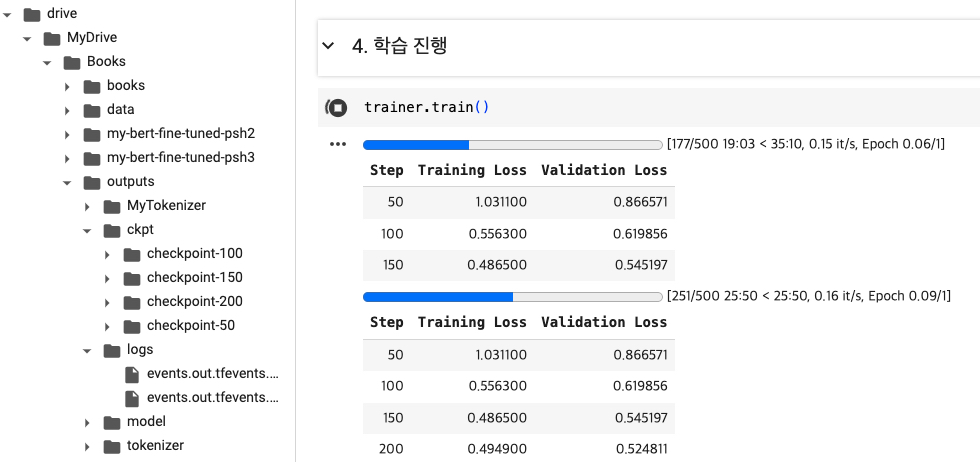 drive
MyDrive
Books
books
data
my-bert-fine-tuned-psh2
my-bert-fine-tuned-psh3
outputs
MyTokenizer
ckpt
checkpoint-100
checkpoint-150
checkpoint-200
checkpoint-50
logs
events.out.tfevents....
events.out.tfevents....
model
tokenizer
4. 학습 진행
trainer.train()
[177/500 19:03 < 35:10, 0.15 it/s, Epoch 0.06/1]
Step Training Loss Validation Loss
50 1.031100 0.866571
100 0.556300 0.619856
150 0.486500 0.545197
[251/500 25:50 < 25:50, 0.16 it/s, Epoch 0.09/1]
Step Training Loss Validation Loss
50 1.031100 0.866571
100 0.556300 0.619856
150 0.486500 0.545197
200 0.494900 0.524811